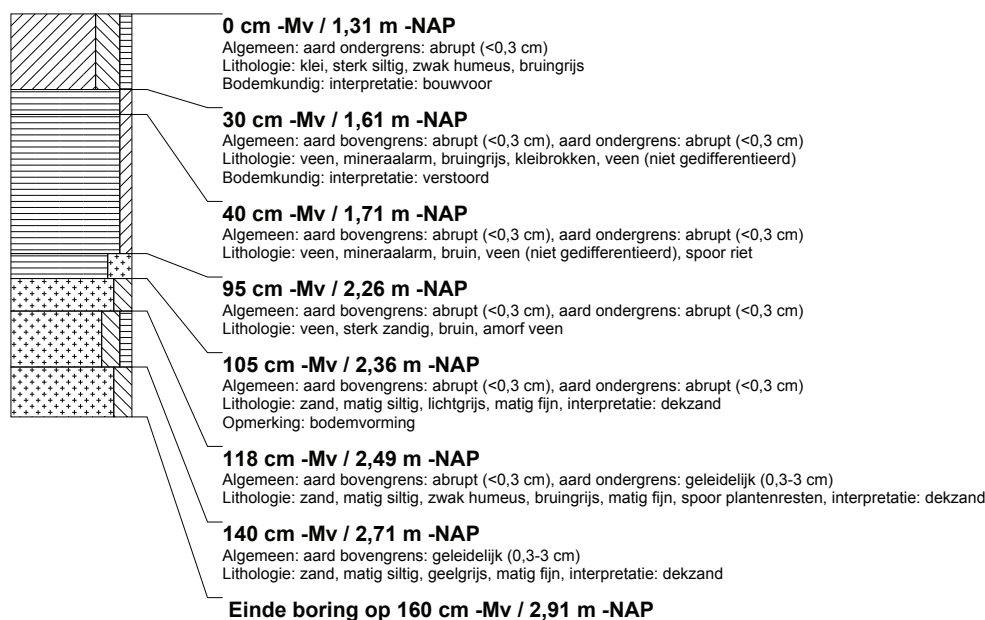 0 cm -Mv / 1,31 m -NAP
Algemeen: aard ondergrens: abrupt (<0,3 cm)
Lithologie: klei, sterk siltig, zwak humeus, bruingrijs
Bodemkundig: interpretatie: bouwvoor
30 cm -Mv / 1,61 m -NAP
Algemeen: aard bovengrens: abrupt (<0,3 cm), aard ondergrens: abrupt (<0,3 cm)
Lithologie: veen, mineraalarm, bruingrijs, kleibrokken, veen (niet gedifferentieerd)
Bodemkundig: interpretatie: verstoord
40 cm -Mv / 1,71 m -NAP
Algemeen: aard bovengrens: abrupt (<0,3 cm), aard ondergrens: abrupt (<0,3 cm)
Lithologie: veen, mineraalarm, bruin, veen (niet gedifferentieerd), spoor riet
95 cm -Mv / 2,26 m -NAP
Algemeen: aard bovengrens: abrupt (<0,3 cm), aard ondergrens: abrupt (<0,3 cm)
Lithologie: veen, sterk zandig, bruin, amorf veen
105 cm -Mv / 2,36 m -NAP
Algemeen: aard bovengrens: abrupt (<0,3 cm), aard ondergrens: abrupt (<0,3 cm)
Lithologie: zand, matig siltig, lichtgrijs, matig fijn, interpretatie: dekzand
Opmerking: bodemvorming
118 cm -Mv / 2,49 m -NAP
Algemeen: aard bovengrens: abrupt (<0,3 cm), aard ondergrens: geleidelijk (0,3-3 cm)
Lithologie: zand, matig siltig, zwak humeus, bruingrijs, matig fijn, spoor plantenresten, interpretatie: dekzand
140 cm -Mv / 2,71 m -NAP
Algemeen: aard bovengrens: geleidelijk (0,3-3 cm)
Lithologie: zand, matig siltig, geelgrijs, matig fijn, interpretatie: dekzand
Einde boring op 160 cm -Mv / 2,91 m -NAP